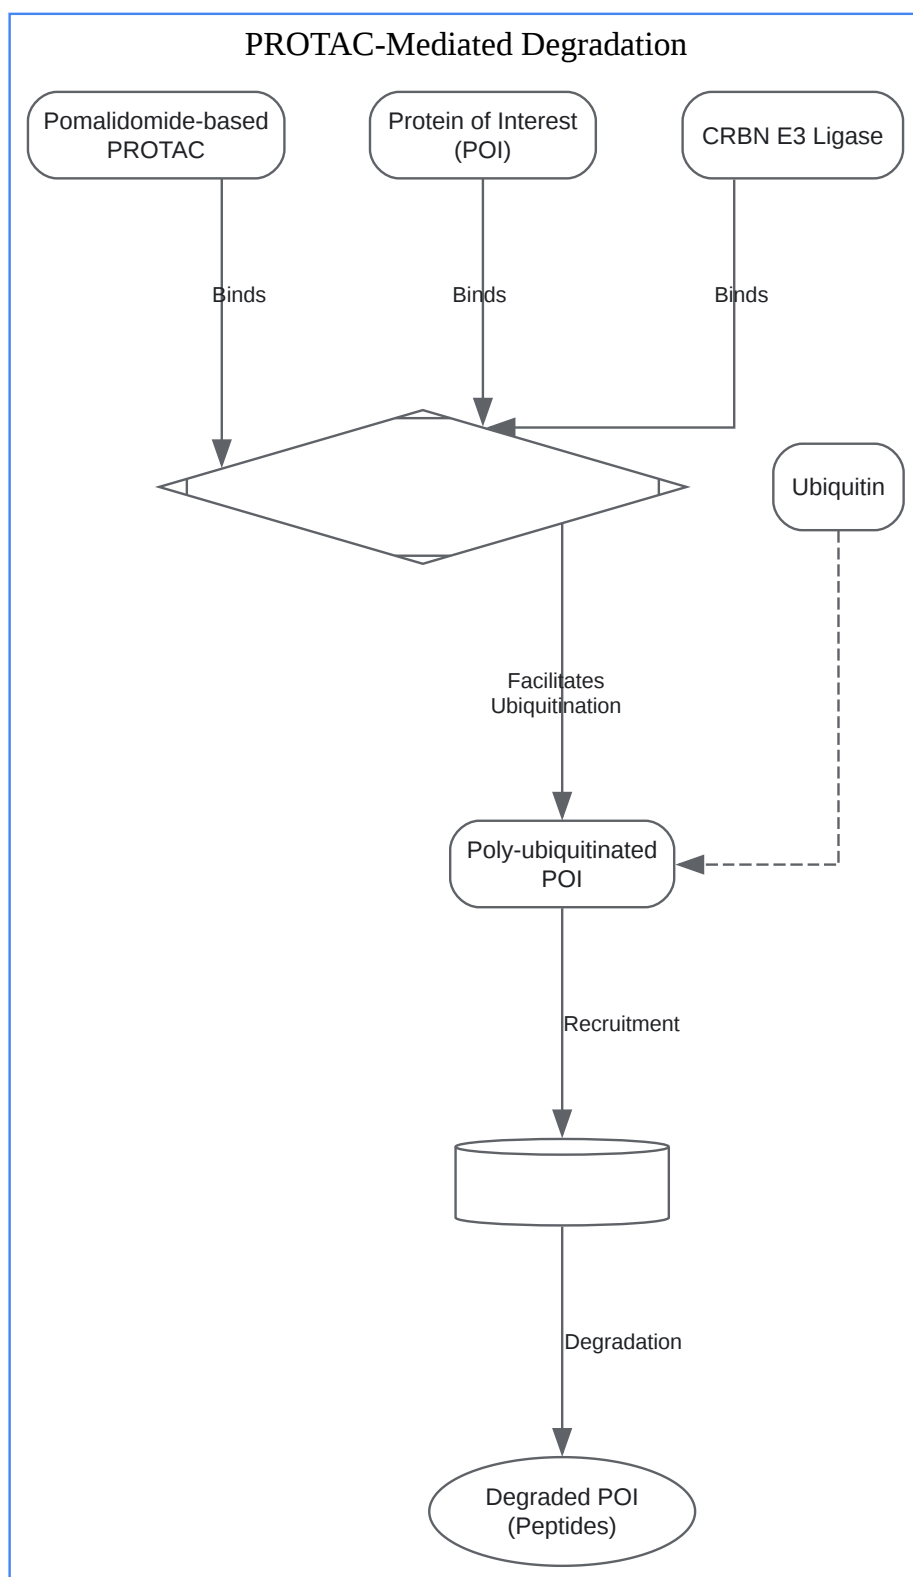 PROTAC-Mediated Degradation
Pomalidomide-based
PROTAC
Protein of Interest
(POI)
CRBN E3 Ligase
Binds
Binds
Binds
Ubiquitin
Facilitates
Ubiquitination
Poly-ubiquitinated
POI
Recruitment
Degradation
Degraded POI
(Peptides)